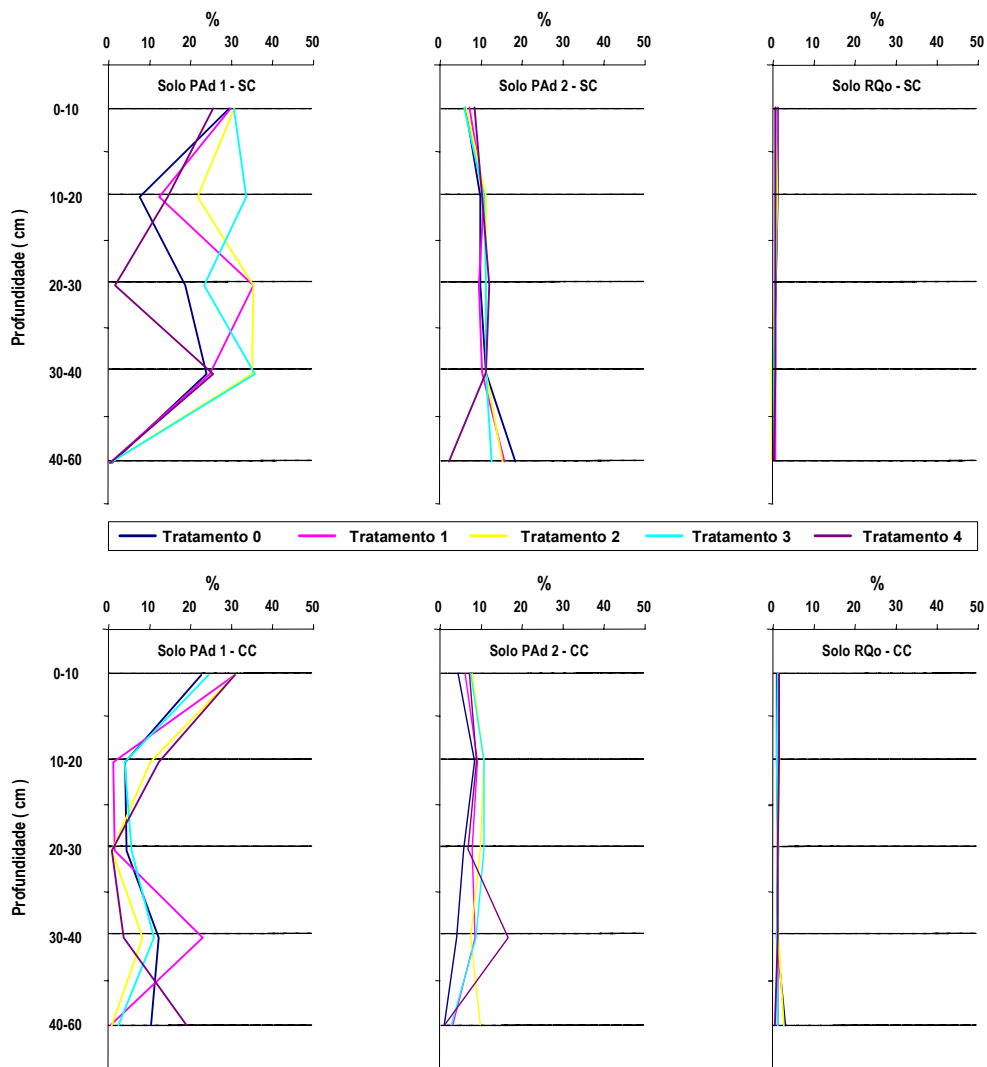 % % %
0 10 20 30 40 50 0 10 20 30 40 50 0 10 20 30 40 50
Solo PAd 1 - SC Solo PAd 2 - SC Solo RQo - SC
0-10
10-20
20-30
30-40
40-60
Profundidade ( cm )
Tratamento 0 Tratamento 1 Tratamento 2 Tratamento 3 Tratamento 4
% % %
0 10 20 30 40 50 0 10 20 30 40 50 0 10 20 30 40 50
Solo PAd 1 - CC Solo PAd 2 - CC Solo RQo - CC
0-10
10-20
20-30
30-40
40-60
Profundidade ( cm )